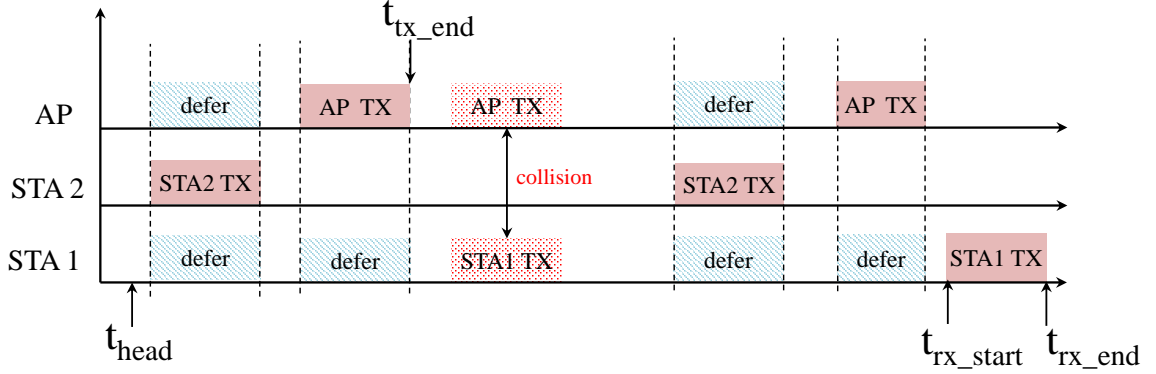 t_tx_end
AP defer AP TX AP TX defer AP TX
STA 2 STA2 TX collision STA2 TX
STA 1 defer defer STA1 TX defer defer STA1 TX
t_head t_rx_start t_rx_end